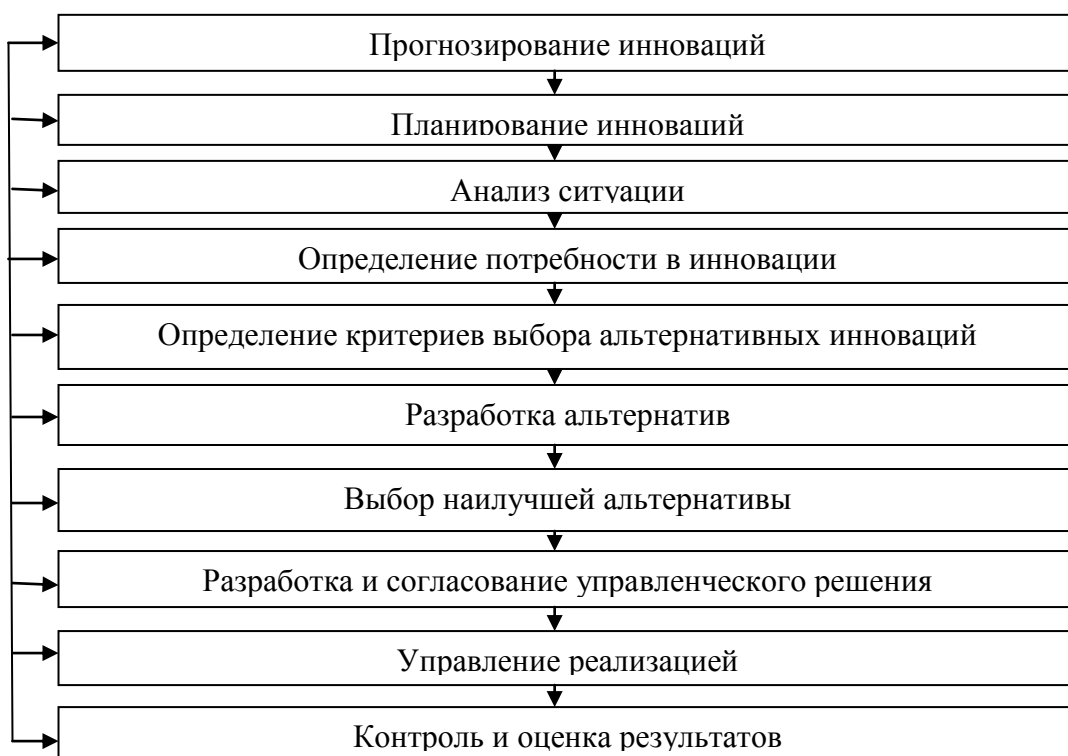 Прогнозирование инноваций
Планирование инноваций
Анализ ситуации
Определение потребности в инновации
Определение критериев выбора альтернативных инноваций
Разработка альтернатив
Выбор наилучшей альтернативы
Разработка и согласование управленческого решения
Управление реализацией
Контроль и оценка результатов